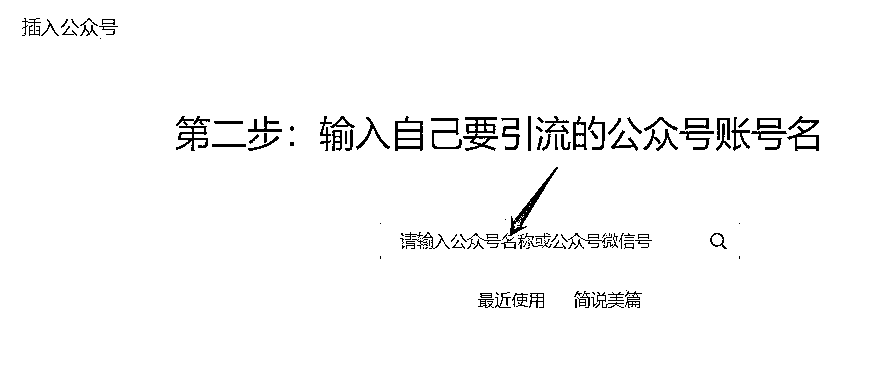 插入公众号
第二步：输入自己要引流的公众号账号名
请输入公众号名称或公众号微信号
最近使用 简说美篇